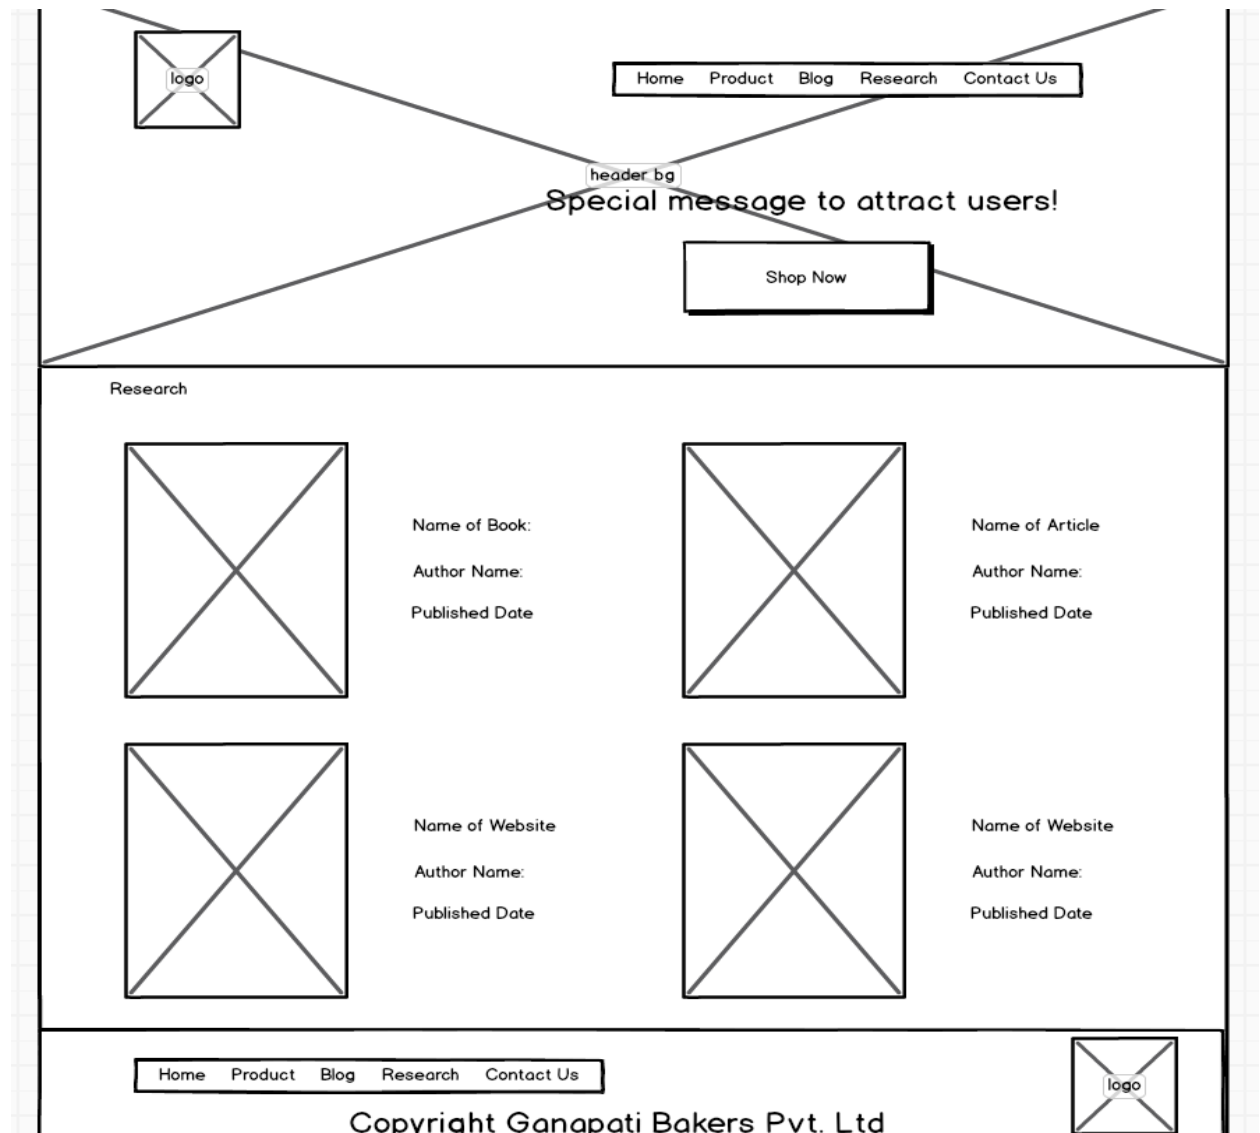 logo
Home Product Blog Research Contact Us
header bg
Special message to attract users!
Shop Now
Research
Name of Book:
Author Name:
Published Date
Name of Article
Author Name:
Published Date
Name of Website
Author Name:
Published Date
Name of Website
Author Name:
Published Date
Home Product Blog Research Contact Us
logo
Copyright Ganapati Bakers Pvt. Ltd